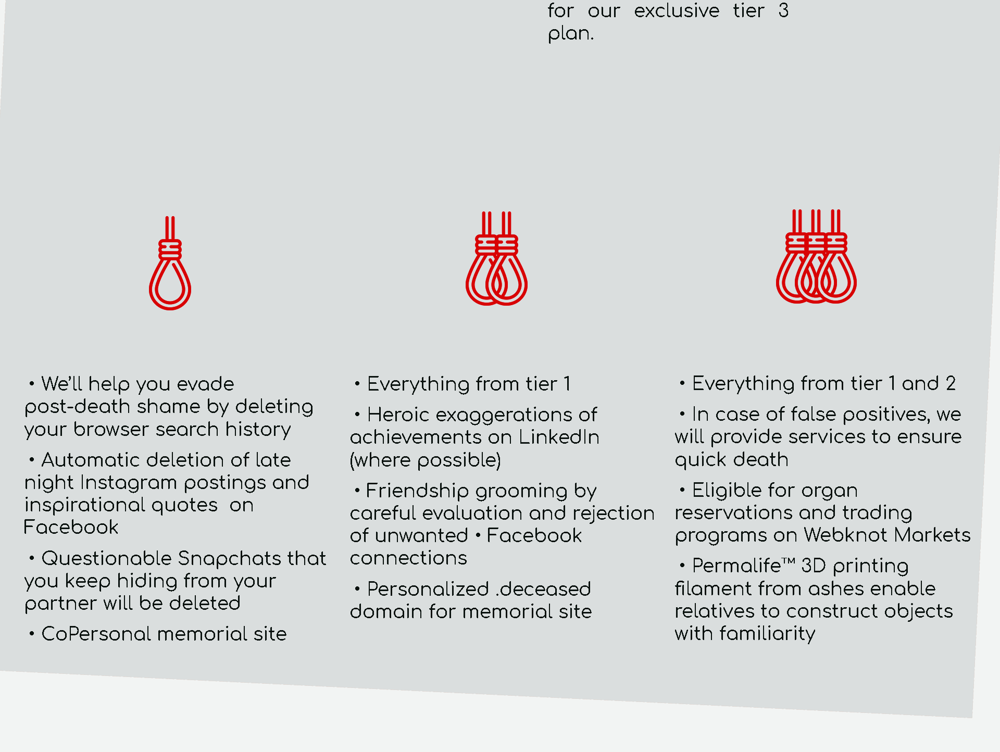 for our exclusive tier 3
plan.
• We'll help you evade
post-death shame by deleting
your browser search history
• Automatic deletion of late
night Instagram postings and
inspirational quotes on
Facebook
• Questionable Snapchats that
you keep hiding from your
partner will be deleted
• CoPersonal memorial site
• Everything from tier 1
• Heroic exaggerations of
achievements on LinkedIn
(where possible)
• Friendship grooming by
careful evaluation and rejection
of unwanted • Facebook
connections
• Personalized .deceased
domain for memorial site
• Everything from tier 1 and 2
• In case of false positives, we
will provide services to ensure
quick death
• Eligible for organ
reservations and trading
programs on Webknot Markets
• Permalife™ 3D printing
filament from ashes enable
relatives to construct objects
with familiarity